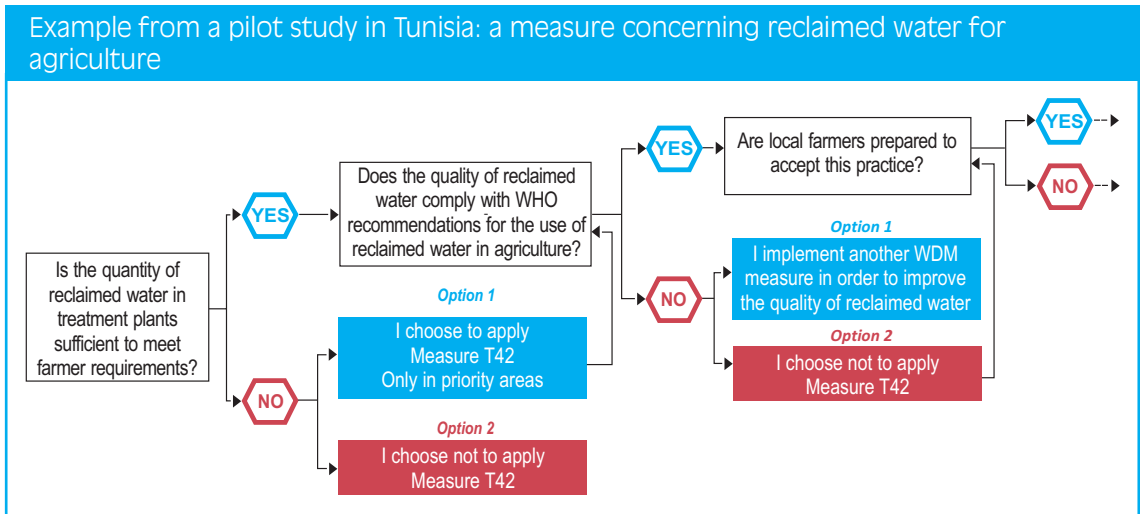 Example from a pilot study in Tunisia: a measure concerning reclaimed water for
agriculture
Is the quantity of
reclaimed water in
treatment plants
sufficient to meet
farmer requirements?
YES
Does the quality of reclaimed
water comply with WHO
recommendations for the use of
reclaimed water in agriculture?
NO
Option 1
I choose to apply
Measure T42
Only in priority areas
Option 2
I choose not to apply
Measure T42
YES
Are local farmers prepared to
accept this practice?
NO
Option 1
I implement another WDM
measure in order to improve
the quality of reclaimed water
Option 2
I choose not to apply
Measure T42
YES
NO